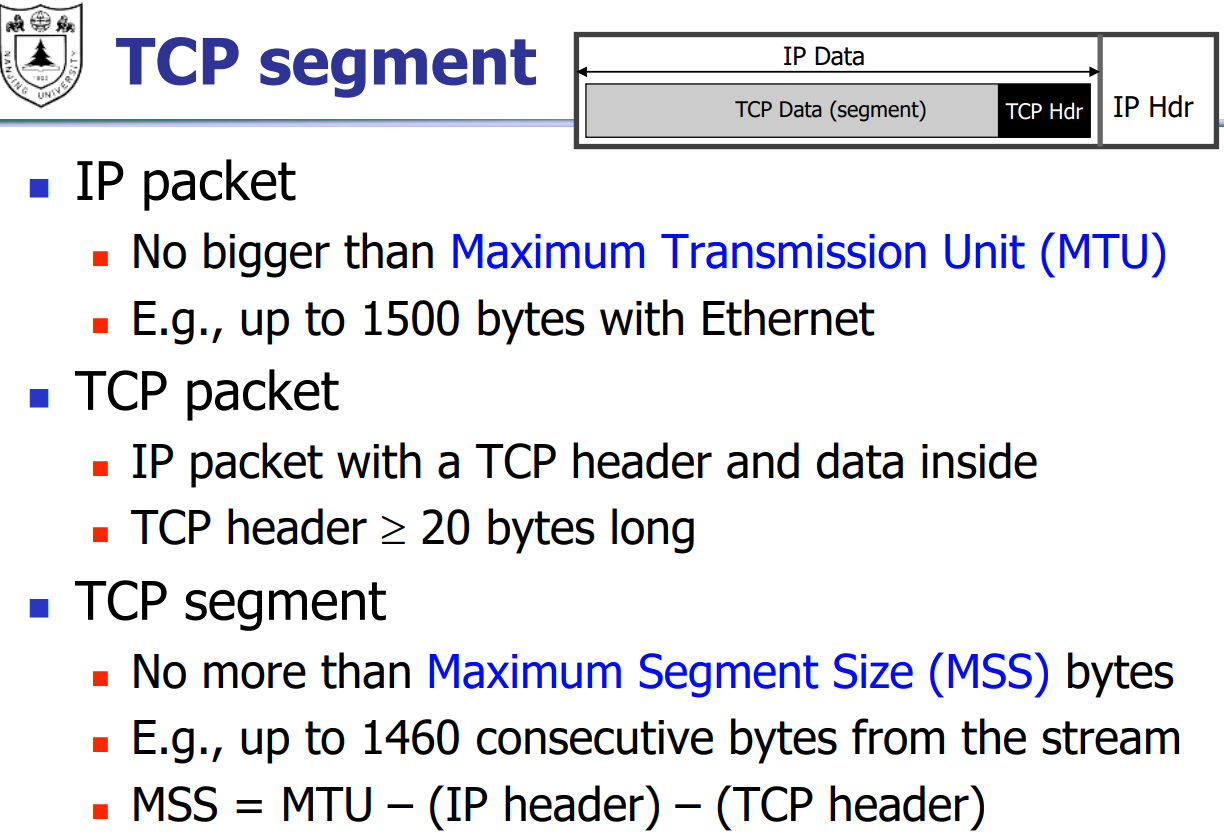 NANJING UNIVERSITY
1902
TCP segment
IP Data
TCP Data (segment)
TCP Hdr
IP Hdr
IP packet
No bigger than Maximum Transmission Unit (MTU)
E.g., up to 1500 bytes with Ethernet
TCP packet
IP packet with a TCP header and data inside
TCP header ≥ 20 bytes long
TCP segment
No more than Maximum Segment Size (MSS) bytes
E.g., up to 1460 consecutive bytes from the stream
MSS = MTU – (IP header) – (TCP header)